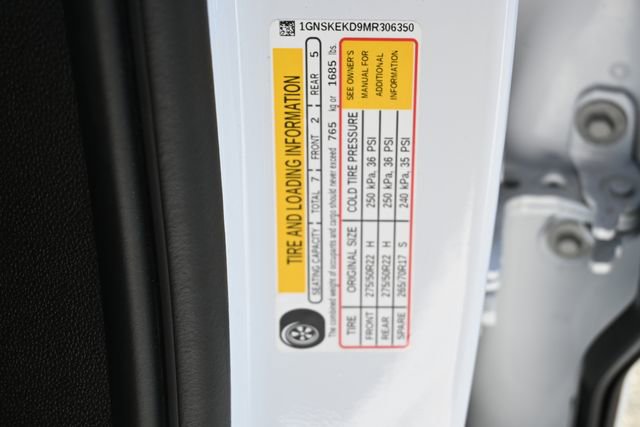 1GNSKEKD9MR306350
TIRE AND LOADING INFORMATION
SEATING CAPACITY TOTAL 7 FRONT 2 REAR 5
The combined weight of occupants and cargo should never exceed 765 kg or 1685 lbs.
TIRE ORIGINAL SIZE COLD TIRE PRESSURE
FRONT 275/50R22 H 250 kPa, 36 PSI
REAR 275/50R22 H 250 kPa, 36 PSI
SPARE 265/70R17 S 240 kPa, 35 PSI
SEE OWNER'S
MANUAL FOR
ADDITIONAL
INFORMATION